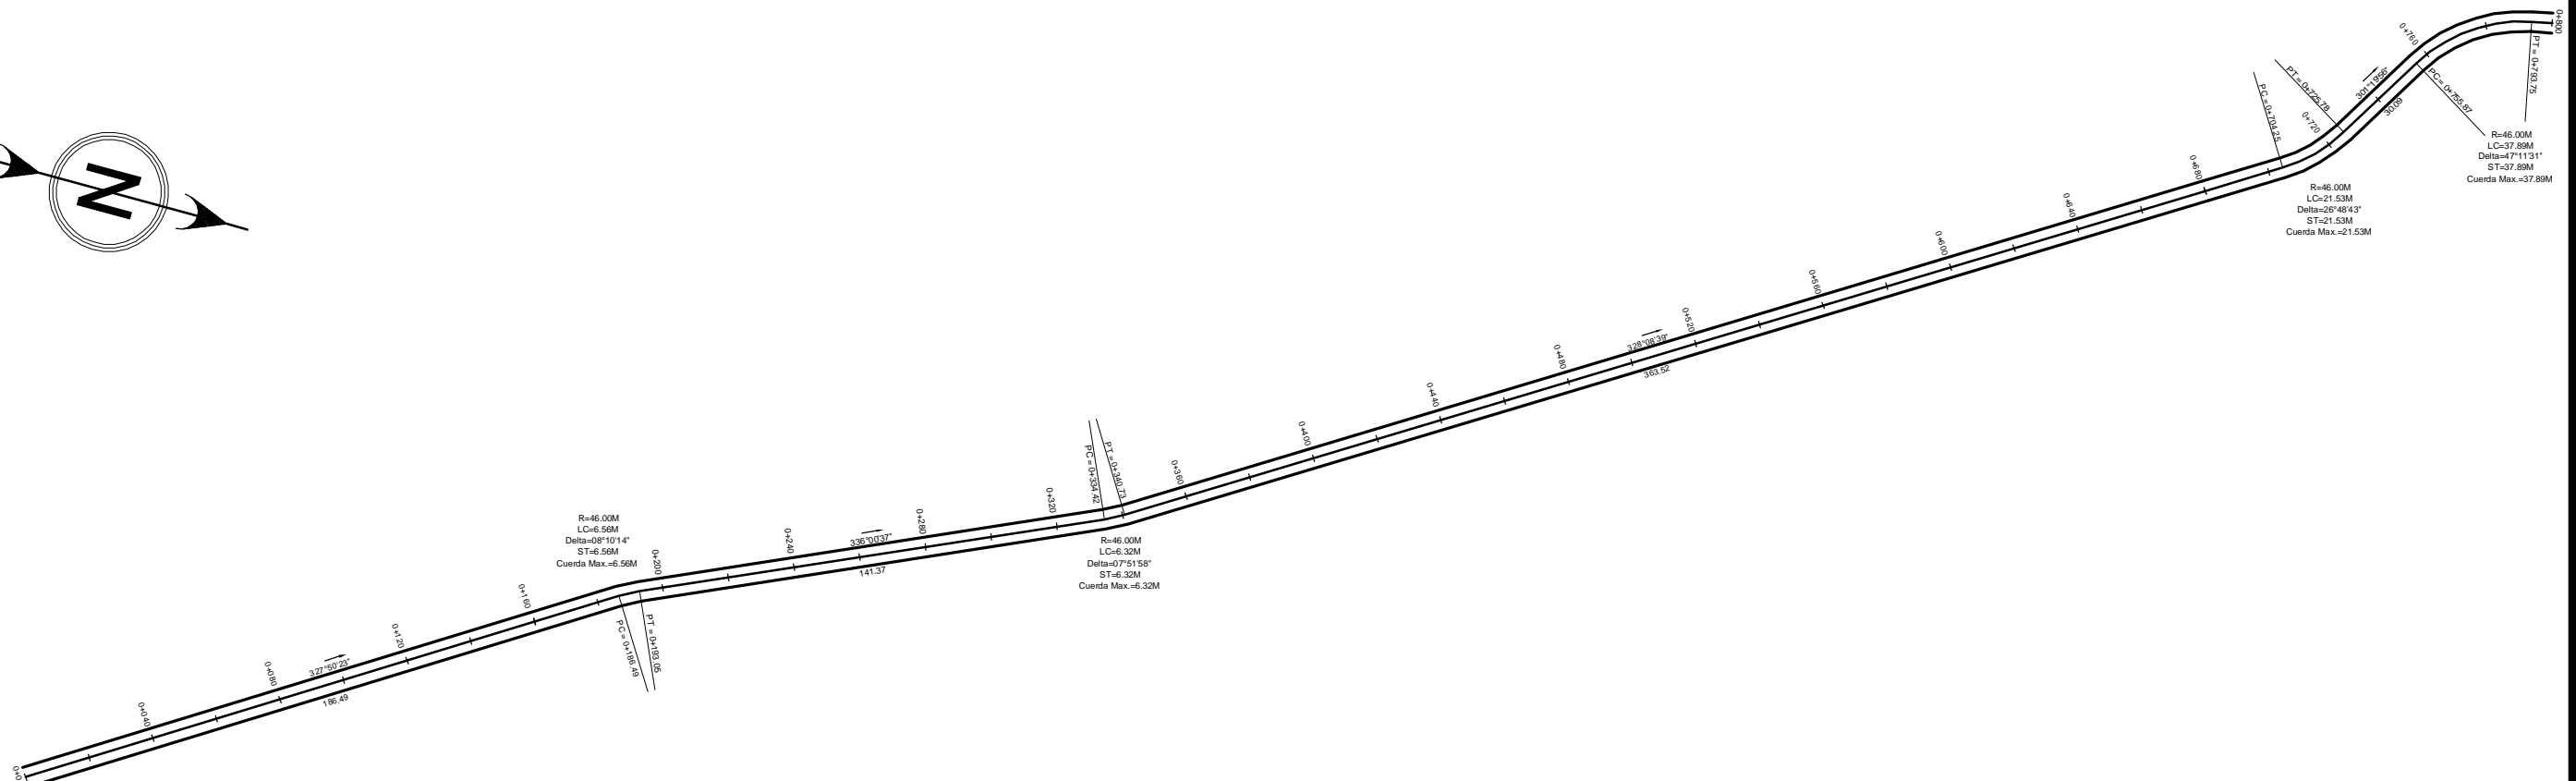 N
0+0
0+040
0+080
327°50'23"
186.49
0+120
0+160
R=46.00M
LC=6.56M
Delta=08°10'14"
ST=6.56M
Cuerda Max.=6.56M
PC = 0+186.49
PT = 0+193.05
0+200
0+240
336°00'37"
141.37
0+280
0+320
PC = 0+334.42
PT = 0+340.73
R=46.00M
LC=6.32M
Delta=07°51'58"
ST=6.32M
Cuerda Max.=6.32M
0+360
0+400
0+440
0+480
328°08'39"
363.52
0+520
0+560
0+600
0+640
0+680
PC = 0+704.25
PT = 0+725.78
0+720
R=46.00M
LC=21.53M
Delta=26°48'43"
ST=21.53M
Cuerda Max.=21.53M
301°19'56"
30.09
0+760
PC = 0+755.87
PT = 0+793.75
R=46.00M
LC=37.89M
Delta=47°11'31"
ST=37.89M
Cuerda Max.=37.89M
0+800